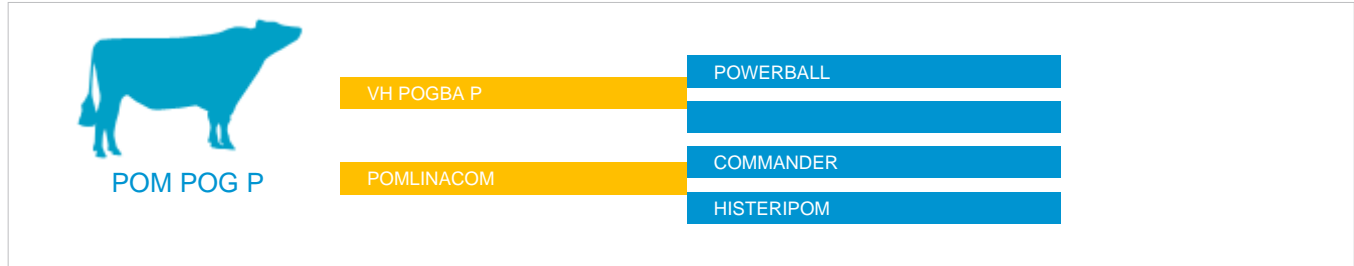 POM POG P
VH POGBA P
POMLINACOM
POWERBALL
COMMANDER
HISTERIPOM